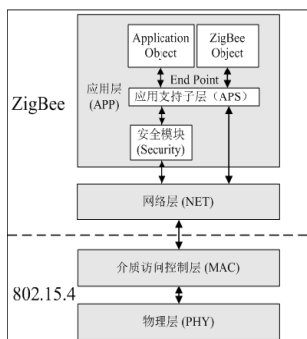 Application
Object
ZigBee
Object
End Point
ZigBee
应用层
(APP)
应用支持子层（APS）
安全模块
(Security)
网络层 (NET)
介质访问控制层 (MAC)
802.15.4
物理层 (PHY)